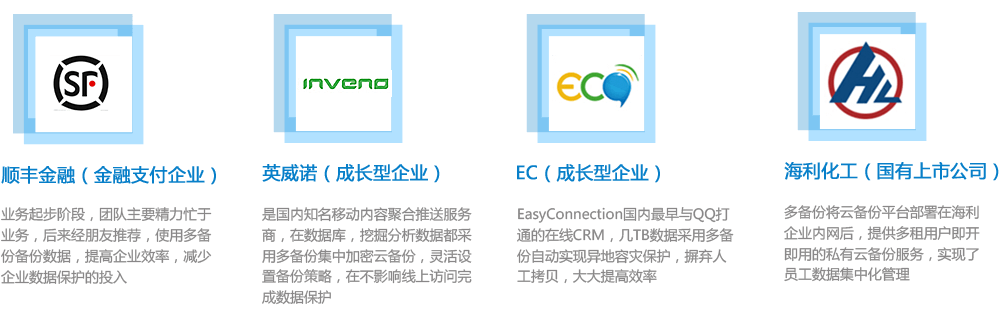 SF
inveno
EC
HL
顺丰金融（金融支付企业）
业务起步阶段，团队主要精力忙于
业务，后来经朋友推荐，使用多备
份备份数据，提高企业效率，减少
企业数据保护的投入
英威诺（成长型企业）
是国内知名移动内容聚合推送服务
商，在数据库，挖掘分析数据都采
用多备份集中加密云备份，灵活设
置备份策略，在不影响线上访问完
成数据保护
EC（成长型企业）
EasyConnection国内最早与QQ打
通的在线CRM，几TB数据采用多备
份自动实现异地容灾保护，摒弃人
工拷贝，大大提高效率
海利化工（国有上市公司）
多备份将云备份平台部署在海利
企业内网后，提供多租用户即开
即用的私有云备份服务，实现了
员工数据集中化管理